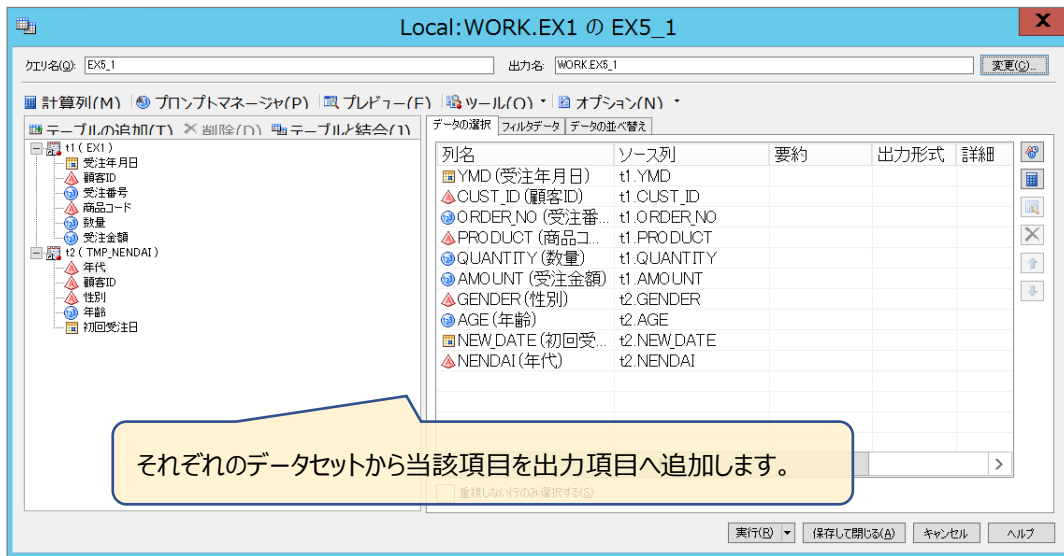 Local:WORK.EX1 の EX5_1
X
クエリ名(Q): EX5_1 出力名: WORK.EX5_1 変更(C)...
計算列(M) プロンプトマネージャ(P) プレビュー(E) ツール(O) オプション(N)
テーブルの追加(T) 削除(D) テーブルと結合(J)
t1 ( EX1 )
受注年月日
顧客ID
受注番号
商品コード
数量
受注金額
t2 ( TMP_NENDAI )
年代
顧客ID
性別
年齢
初回受注日
データの選択 フィルタデータ データの並べ替え
列名 ソース列 要約 出力形式 詳細
YMD (受注年月日) t1.YMD
CUST_ID (顧客ID) t1.CUST_ID
ORDER_NO (受注番... t1.ORDER_NO
PRODUCT (商品コ... t1.PRODUCT
QUANTITY (数量) t1.QUANTITY
AMOUNT (受注金額) t1.AMOUNT
GENDER (性別) t2.GENDER
AGE (年齢) t2.AGE
NEW_DATE (初回受... t2.NEW_DATE
NENDAI (年代) t2.NENDAI
それぞれのデータセットから当該項目を出力項目へ追加します。
重複しない行のみ選択する(S)
実行(R) 保存して閉じる(A) キャンセル ヘルプ